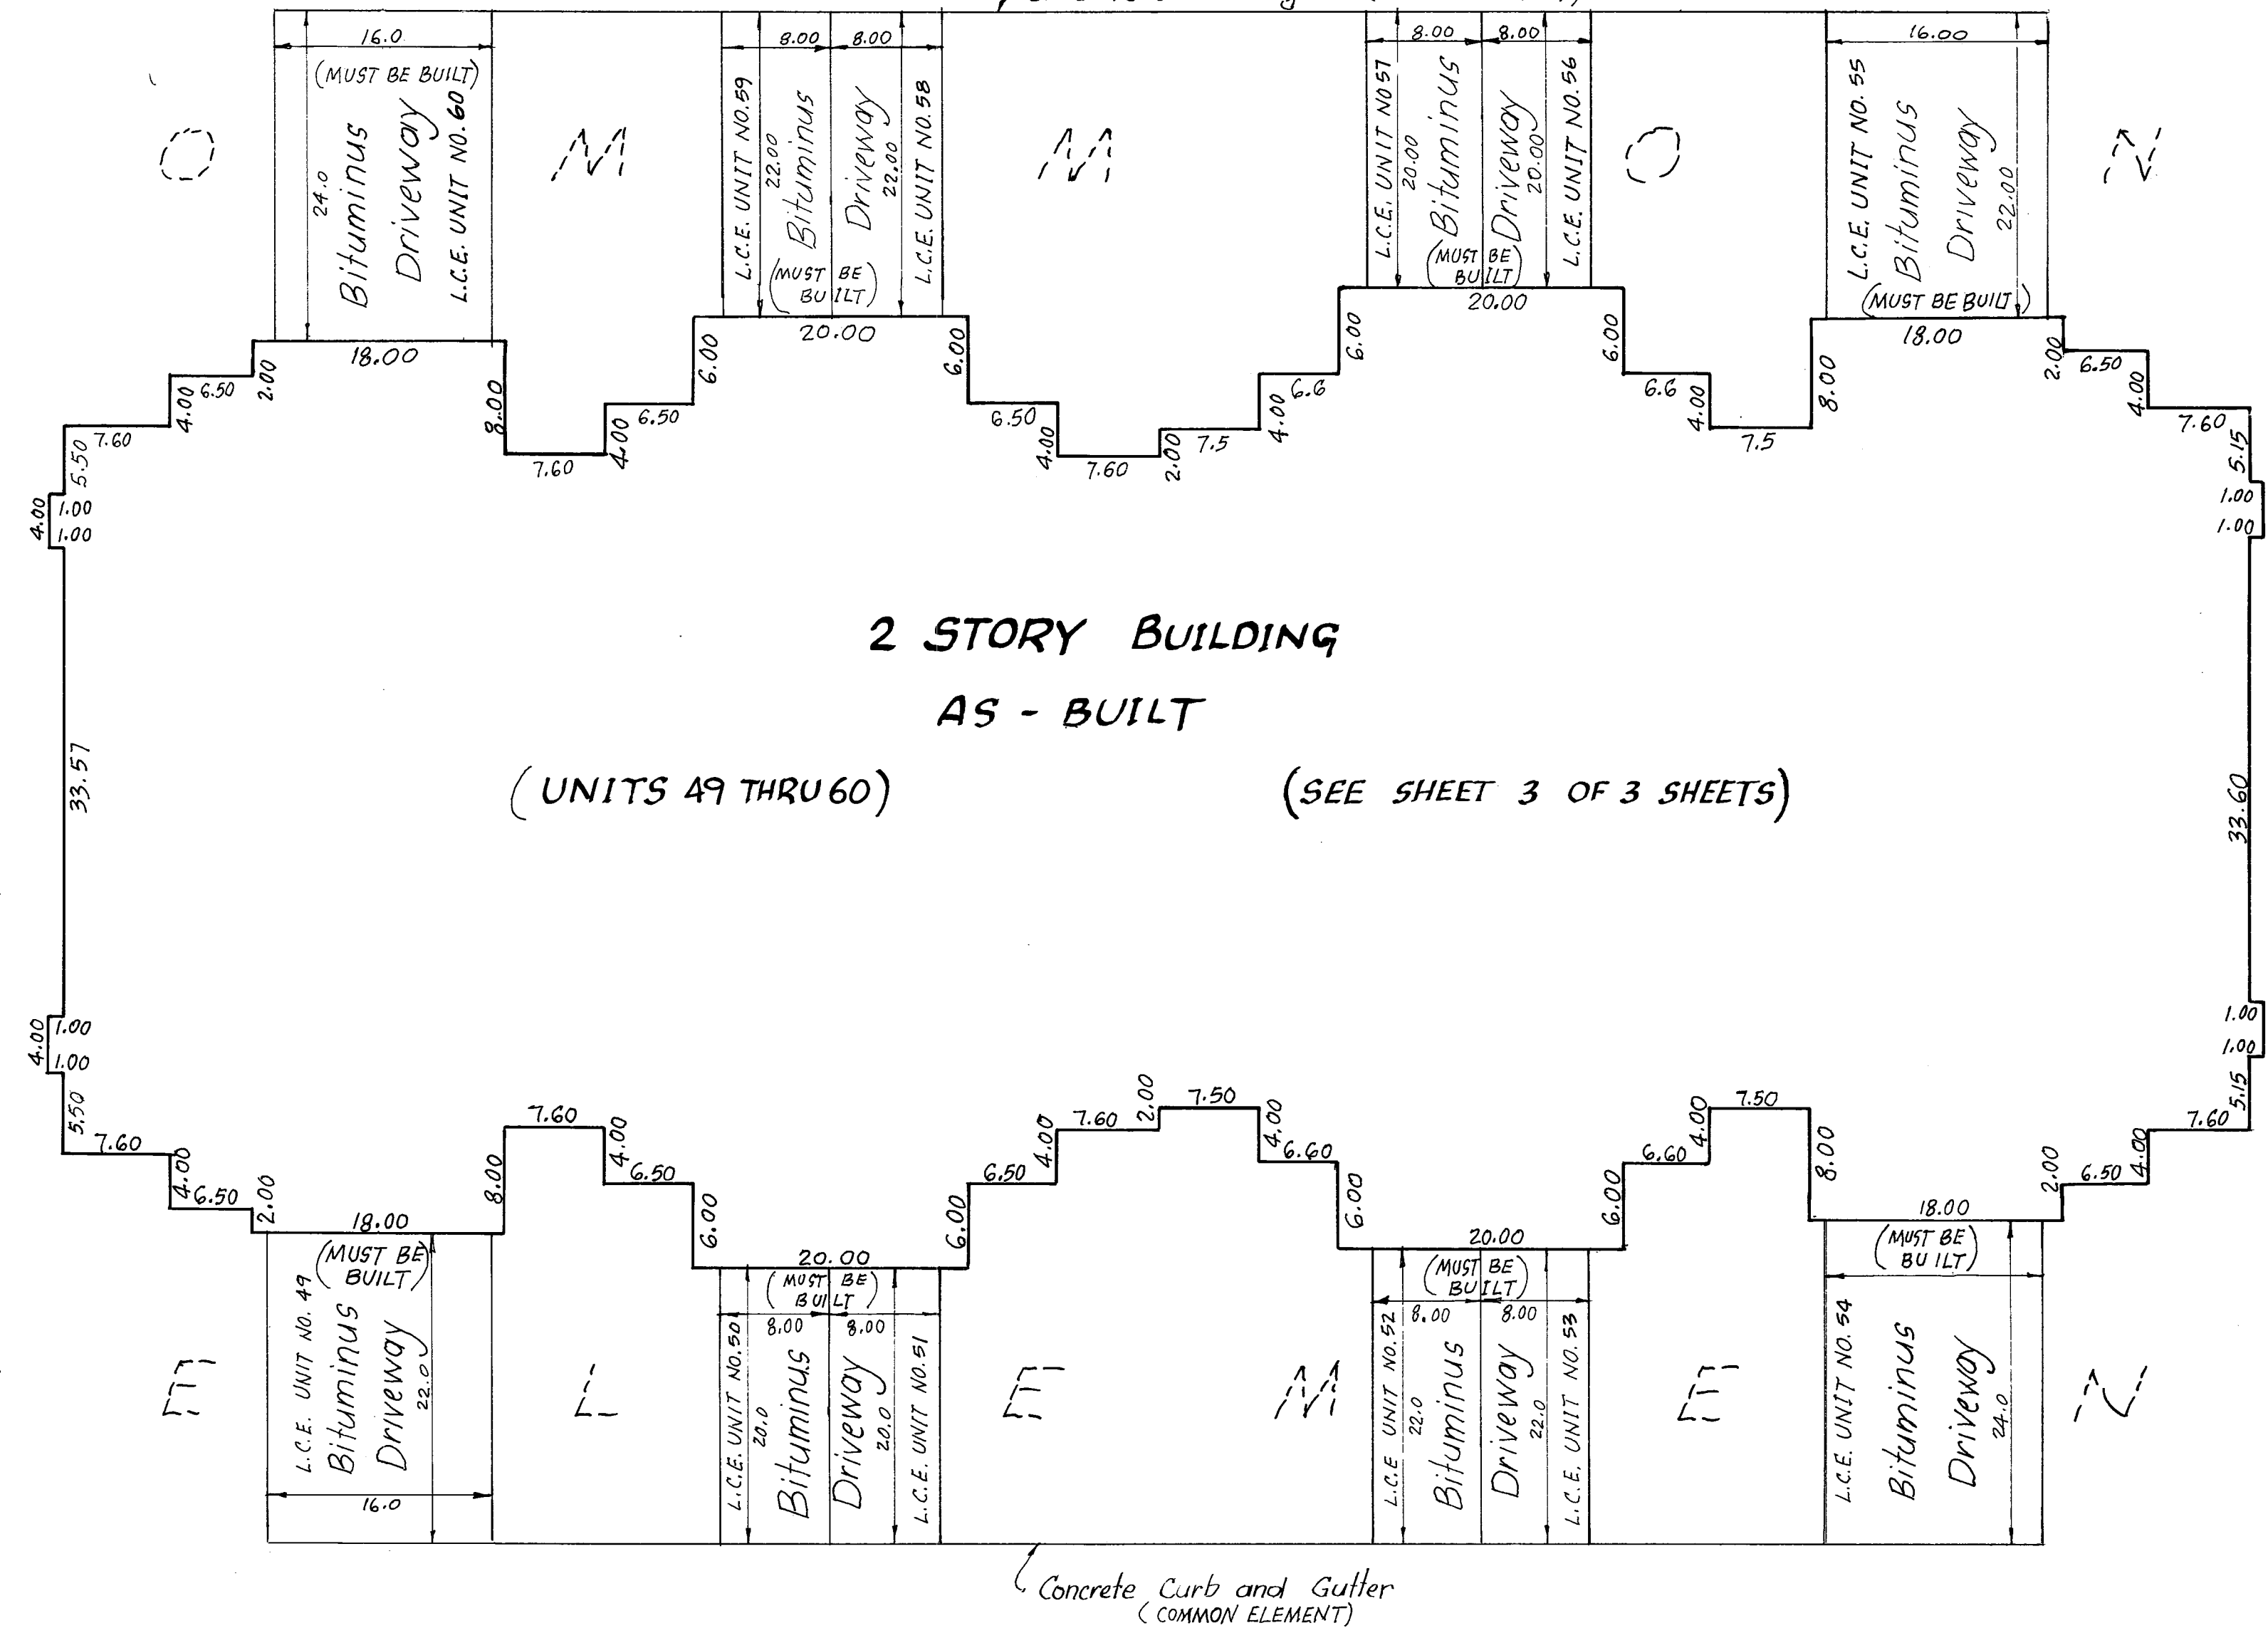 16.0
(MUST BE BUILT)
24.0
Bituminus
Driveway
L.C.E. UNIT NO. 60
8.00 8.00
L.C.E. UNIT NO. 59
22.00
Bituminus
Driveway
22.00
L.C.E. UNIT NO. 58
(MUST BE
BUILT)
8.00 8.00
L.C.E. UNIT NO 57
20.00
Bituminus
Driveway
20.00
L.C.E. UNIT NO. 56
(MUST BE
BUILT)
16.00
L.C.E. UNIT NO. 55
Bituminus
Driveway
22.00
(MUST BE BUILT)
O M M O N
5.50
7.60
4.00
6.50
2.00
18.00
8.00
7.60
4.00
6.50
6.00
20.00
6.00
6.50
4.00
7.60
2.00
7.5
4.00
6.6
6.00
20.00
6.00
6.6
4.00
7.5
8.00
18.00
2.00
6.50
4.00
7.60
5.15
4.00
1.00
1.00
1.00
1.00
2 STORY BUILDING
AS - BUILT
(UNITS 49 THRU 60) (SEE SHEET 3 OF 3 SHEETS)
33.57
33.60
4.00
1.00
1.00
1.00
1.00
5.50
7.60
4.00
6.50
2.00
18.00
8.00
7.60
4.00
6.50
6.00
20.00
6.00
6.50
4.00
7.60
2.00
7.50
4.00
6.60
6.00
20.00
6.00
6.60
4.00
7.50
8.00
18.00
2.00
6.50
4.00
7.60
5.15
(MUST BE
BUILT)
L.C.E. UNIT NO. 49
Bituminus
Driveway
22.0
16.0
(MUST BE
BUILT)
8.00 8.00
L.C.E. UNIT NO. 50
20.0
Bituminus
Driveway
20.0
L.C.E. UNIT NO. 51
(MUST BE
BUILT)
8.00 8.00
L.C.E UNIT NO. 52
22.0
Bituminus
Driveway
22.0
L.C.E. UNIT NO. 53
(MUST BE
BUILT)
L.C.E. UNIT NO. 54
Bituminus
Driveway
24.0
E L E M E N
Concrete Curb and Gutter
(COMMON ELEMENT)